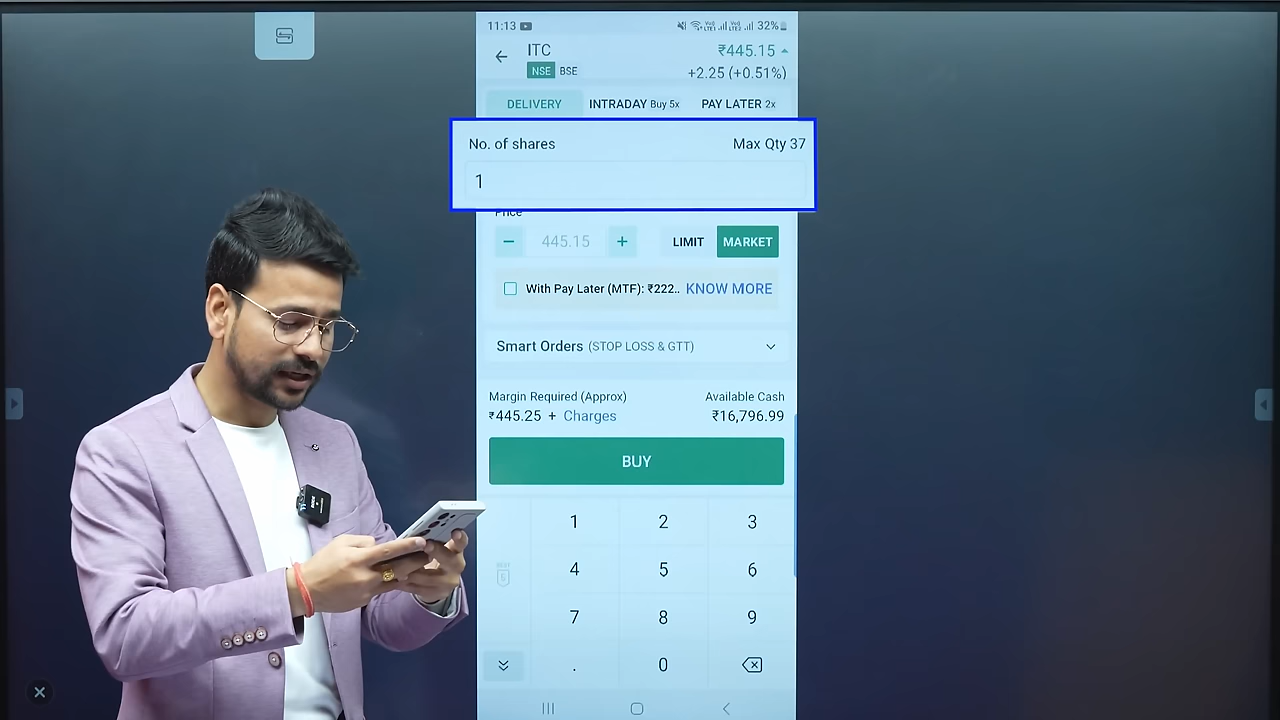 11:13 32%
ITC ₹445.15
NSE BSE +2.25 (+0.51%)
DELIVERY INTRADAY Buy 5x PAY LATER 2x
No. of shares Max Qty 37
1
Price
445.15 LIMIT MARKET
With Pay Later (MTF): ₹222.. KNOW MORE
Smart Orders (STOP LOSS & GTT)
Margin Required (Approx) Available Cash
₹445.25 + Charges ₹16,796.99
BUY
1 2 3
4 5 6
7 8 9
. 0